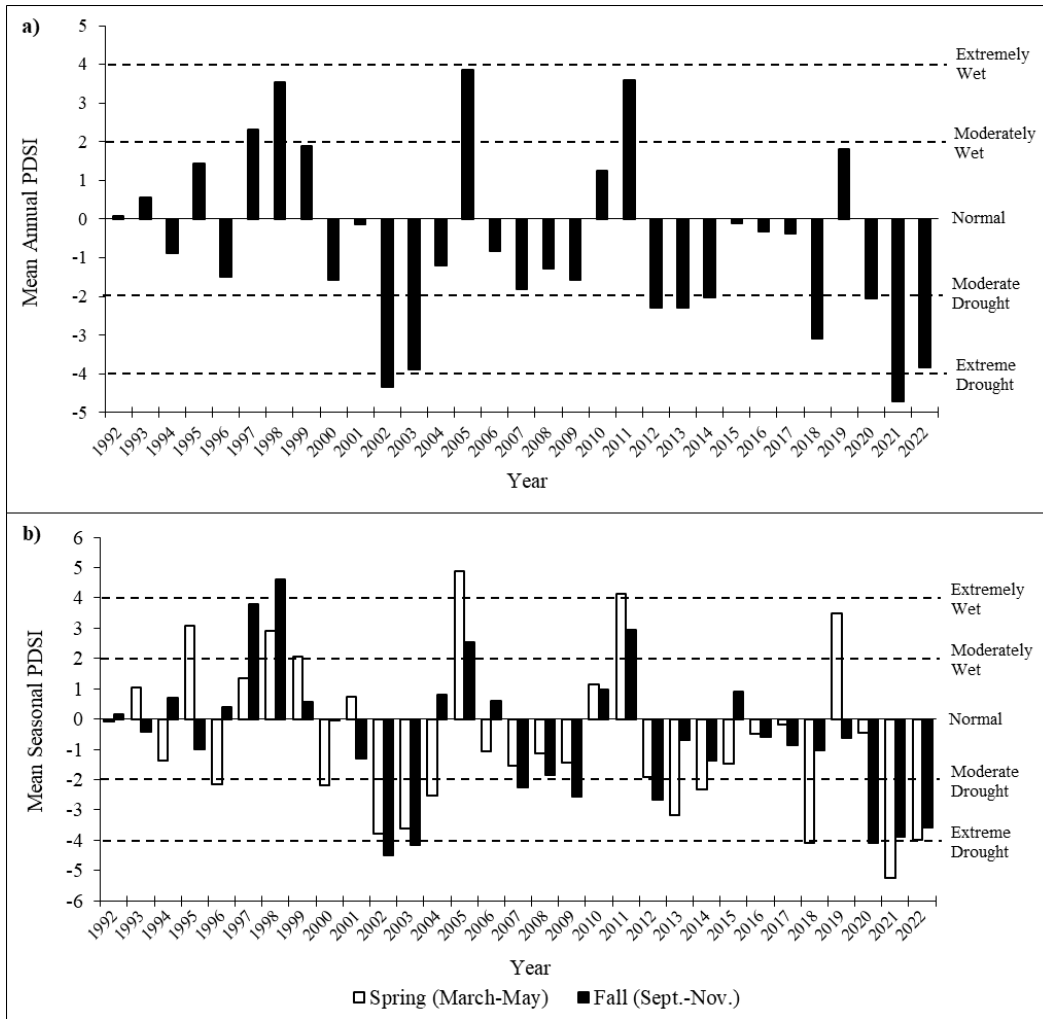 a)
Mean Annual PDSI
5
4
3
2
1
0
-1
-2
-3
-4
-5
Extremely
Wet
Moderately
Wet
Normal
Moderate
Drought
Extreme
Drought
1992 1993 1994 1995 1996 1997 1998 1999 2000 2001 2002 2003 2004 2005 2006 2007 2008 2009 2010 2011 2012 2013 2014 2015 2016 2017 2018 2019 2020 2021 2022
Year
b)
Mean Seasonal PDSI
6
5
4
3
2
1
0
-1
-2
-3
-4
-5
-6
Extremely
Wet
Moderately
Wet
Normal
Moderate
Drought
Extreme
Drought
1992 1993 1994 1995 1996 1997 1998 1999 2000 2001 2002 2003 2004 2005 2006 2007 2008 2009 2010 2011 2012 2013 2014 2015 2016 2017 2018 2019 2020 2021 2022
Year
Spring (March-May) Fall (Sept.-Nov.)